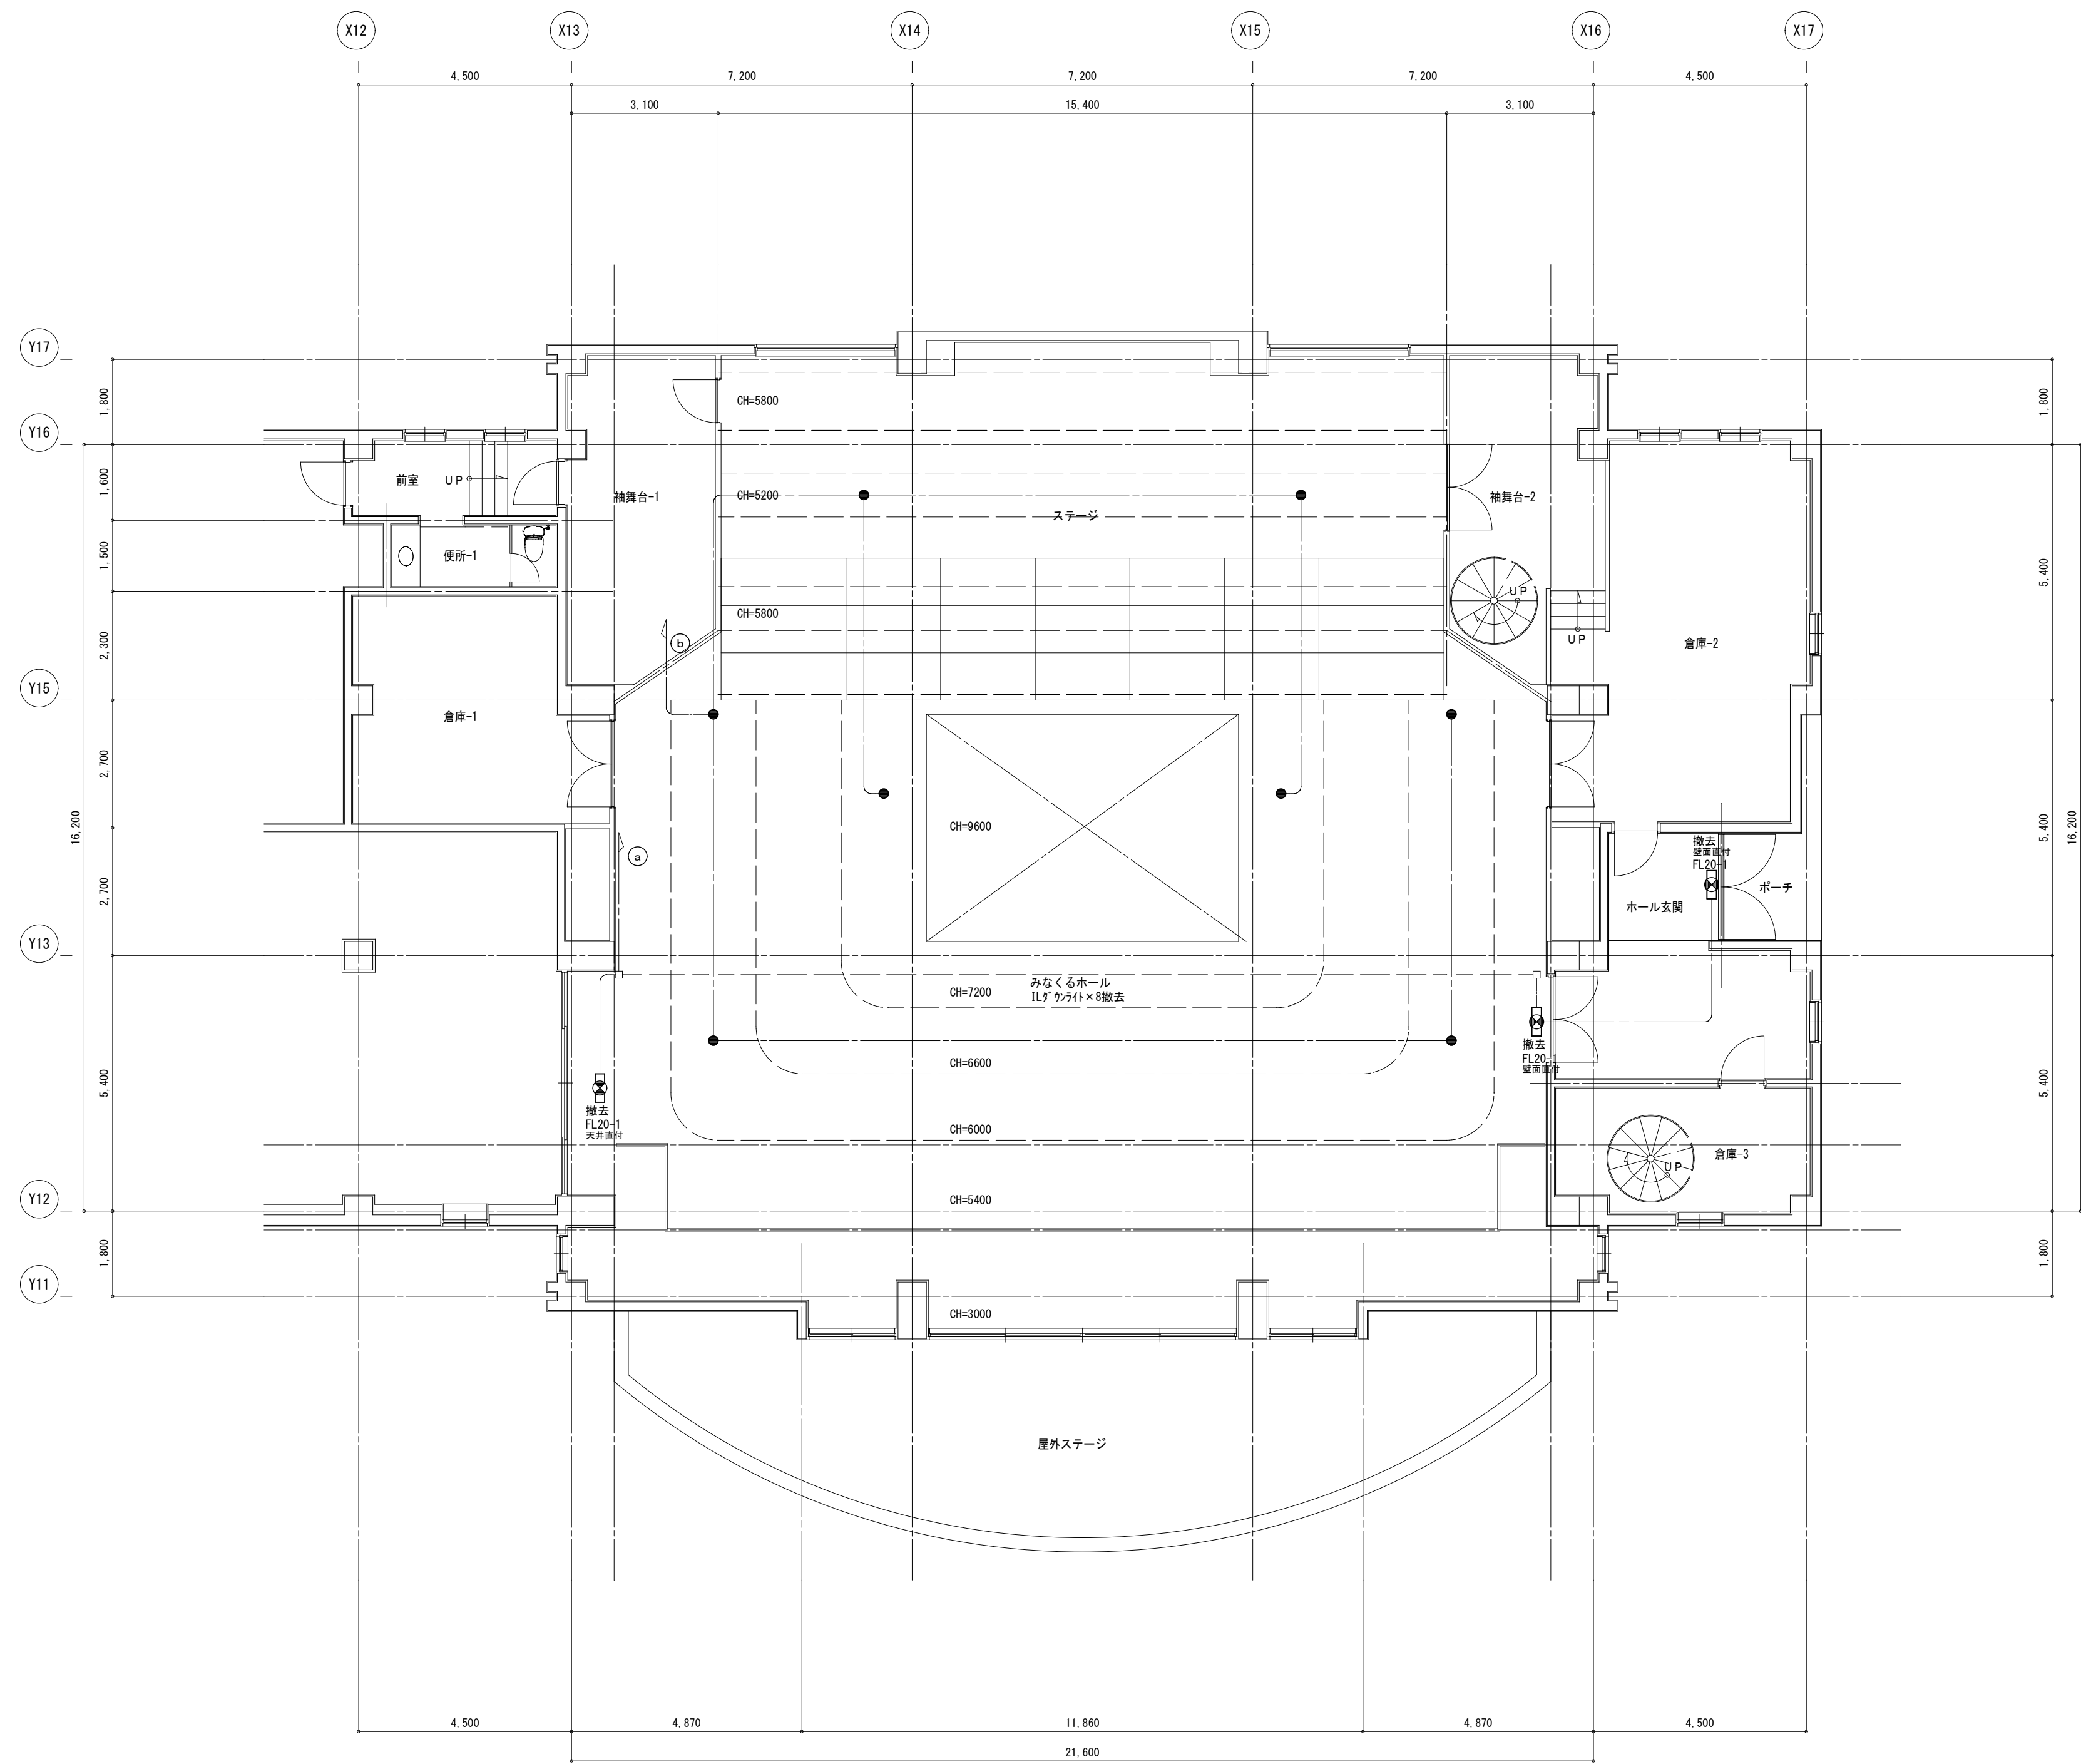 X12 X13 X14 X15 X16 X17
4,500 7,200 7,200 7,200 4,500
3,100 15,400 3,100
Y17
1,800 CH=5800 1,800
Y16
1,600 前室 UP 袖舞台-1 CH=5200 ステージ 袖舞台-2
1,500 便所-1 5,400
UP
CH=5800 UP
2,300 b 倉庫-2
Y15
倉庫-1
2,700
16,200 CH=9600 5,400 16,200
撤去
壁面直付
FL20-1
a
2,700 ホール玄関 ポーチ
Y13
みなくるホール
CH=7200 ILダウンライト×8撤去
撤去
FL20-1
壁面直付
CH=6600
5,400 5,400
撤去
FL20-1
天井直付
CH=6000
倉庫-3
UP
Y12 CH=5400
1,800 1,800
Y11
CH=3000
屋外ステージ
4,500 4,870 11,860 4,870 4,500
21,600